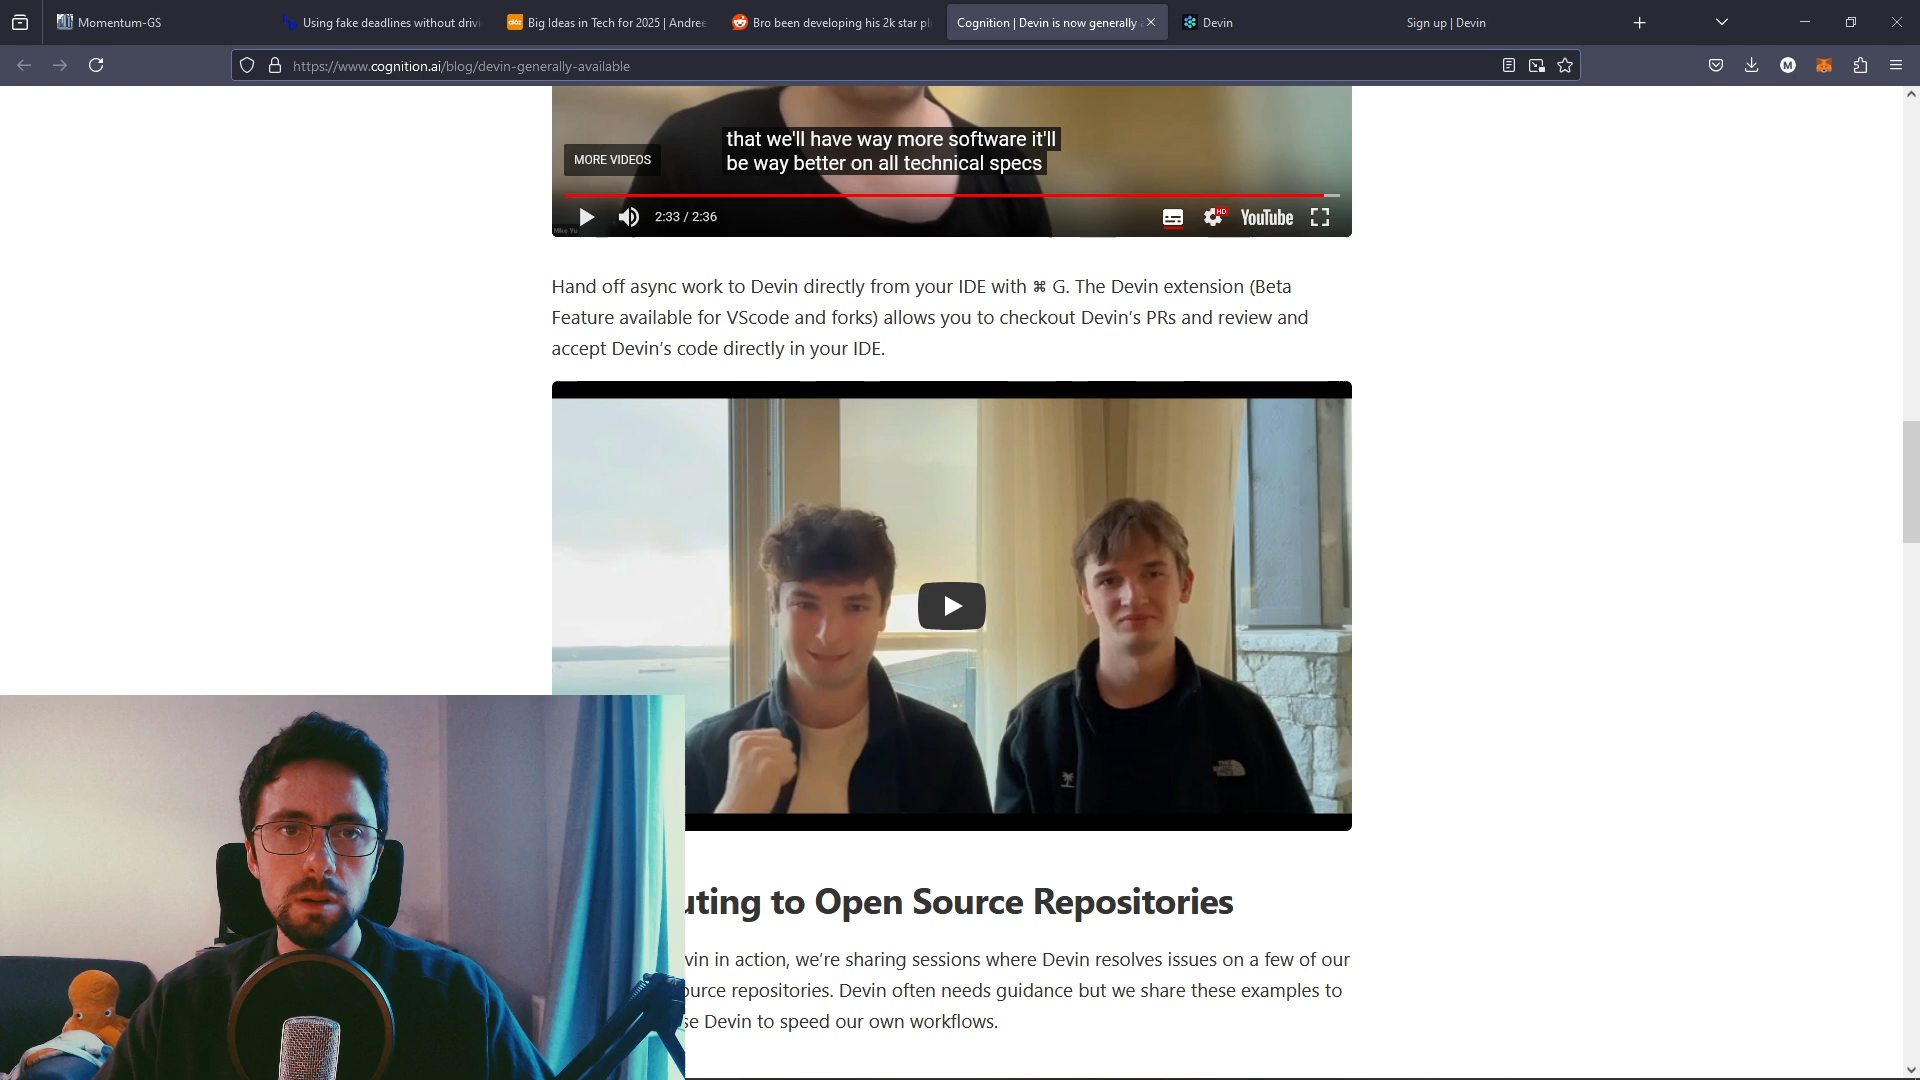 Momentum-GS
Using fake deadlines without drivi
Big Ideas in Tech for 2025 | Andree
Bro been developing his 2k star pl
Cognition | Devin is now generally a
Devin
Sign up | Devin
https://www.cognition.ai/blog/devin-generally-available
M
that we'll have way more software it'll
be way better on all technical specs
MORE VIDEOS
2:33 / 2:36
HD
YouTube
Mike Yu
Hand off async work to Devin directly from your IDE with ⌘ G. The Devin extension (Beta
Feature available for VScode and forks) allows you to checkout Devin’s PRs and review and
accept Devin’s code directly in your IDE.
uting to Open Source Repositories
vin in action, we’re sharing sessions where Devin resolves issues on a few of our
ource repositories. Devin often needs guidance but we share these examples to
se Devin to speed our own workflows.